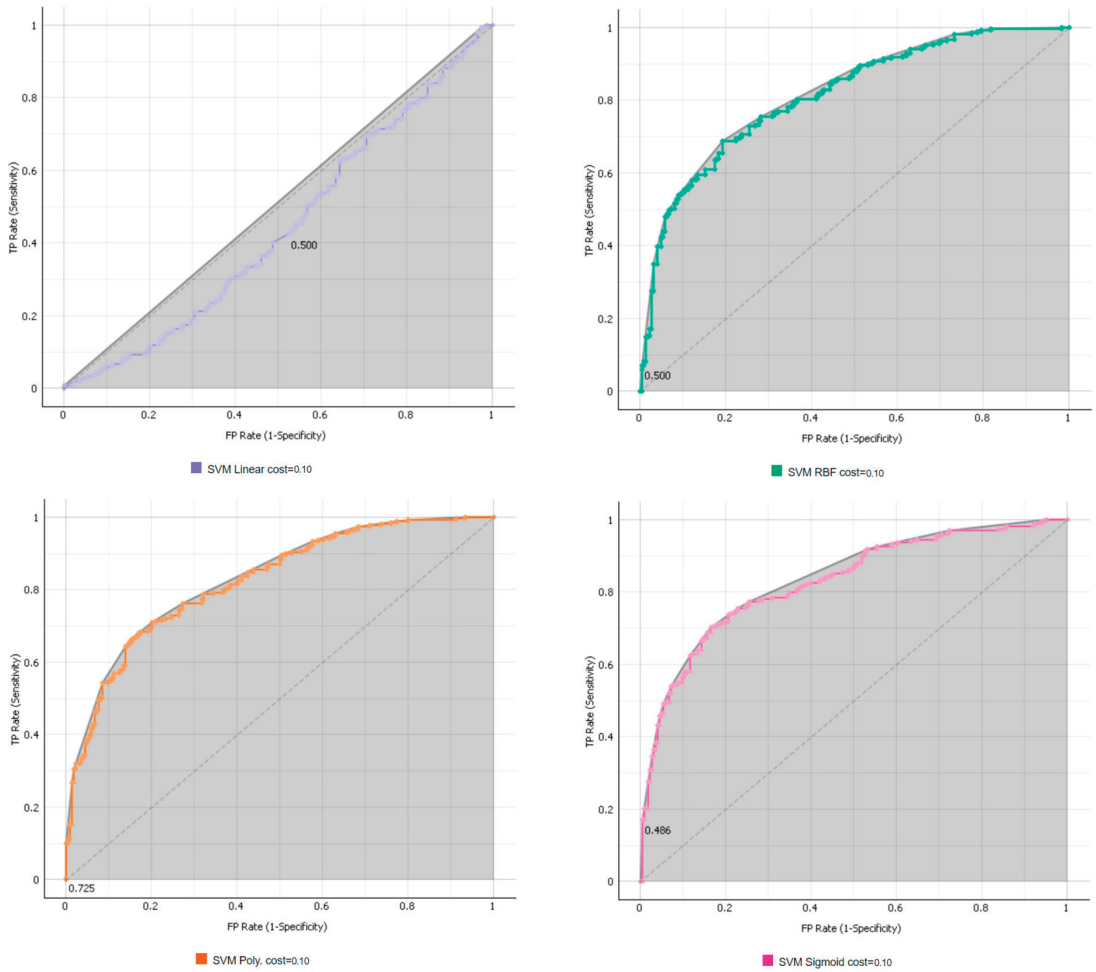 1
0.8
0.6
0.4
0.2
0
TP Rate (Sensitivity)
0.500
0 0.2 0.4 0.6 0.8 1
FP Rate (1-Specificity)
SVM Linear cost=0.10
1
0.8
0.6
0.4
0.2
0
TP Rate (Sensitivity)
0.500
0 0.2 0.4 0.6 0.8 1
FP Rate (1-Specificity)
SVM RBF cost=0.10
1
0.8
0.6
0.4
0.2
0
TP Rate (Sensitivity)
0.725
0 0.2 0.4 0.6 0.8 1
FP Rate (1-Specificity)
SVM Poly. cost=0.10
1
0.8
0.6
0.4
0.2
0
TP Rate (Sensitivity)
0.486
0 0.2 0.4 0.6 0.8 1
FP Rate (1-Specificity)
SVM Sigmoid cost=0.10